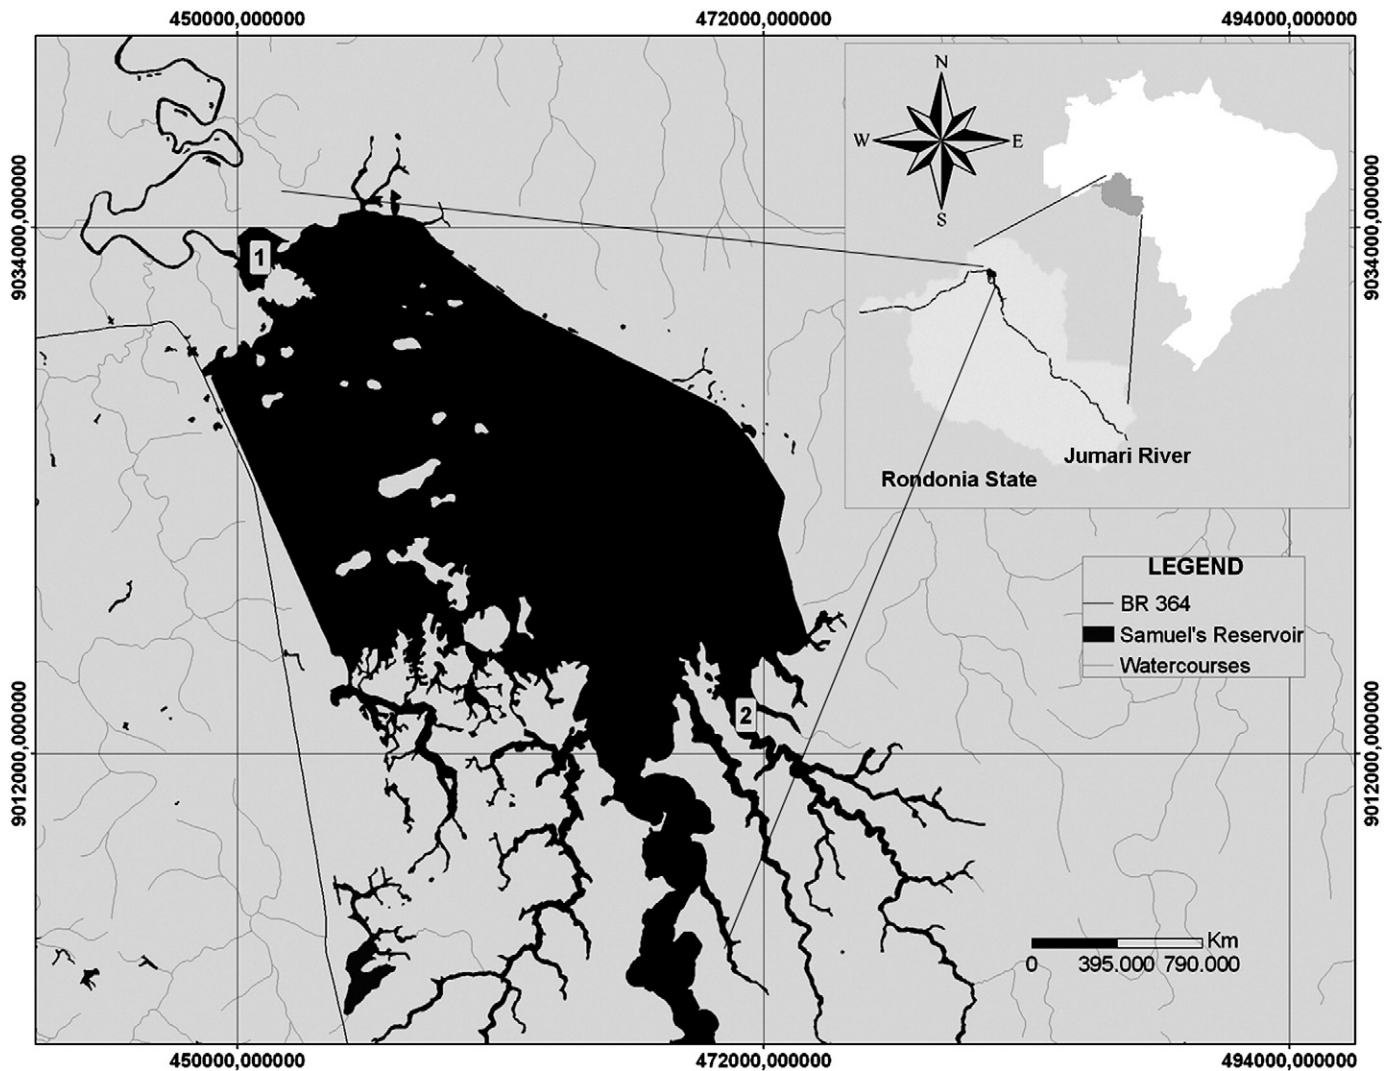 450000,000000
472000,000000
494000,000000
N
W
E
S
9034000,000000
9034000,000000
1
Jumari River
Rondonia State
LEGEND
BR 364
Samuel's Reservoir
Watercourses
2
9012000,000000
9012000,000000
Km
0 395.000 790.000
450000,000000
472000,000000
494000,000000